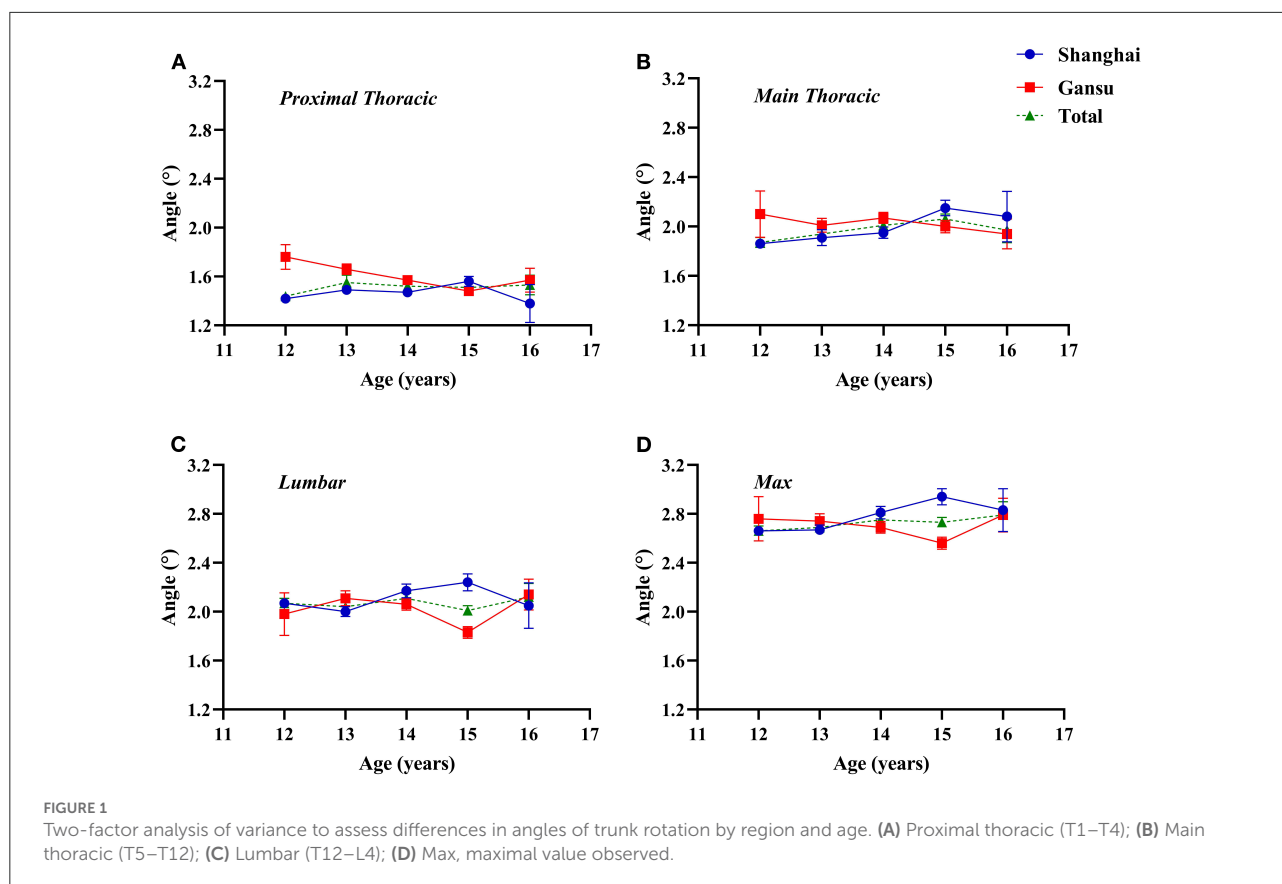 A
Proximal Thoracic
3.2
2.8
2.4
2.0
1.6
1.2
Angle (°)
11 12 13 14 15 16 17
Age (years)
B
Main Thoracic
3.2
2.8
2.4
2.0
1.6
1.2
Angle (°)
11 12 13 14 15 16 17
Age (years)
Shanghai
Gansu
Total
C
Lumbar
3.2
2.8
2.4
2.0
1.6
1.2
Angle (°)
11 12 13 14 15 16 17
Age (years)
D
Max
3.2
2.8
2.4
2.0
1.6
1.2
Angle (°)
11 12 13 14 15 16 17
Age (years)
FIGURE 1
Two-factor analysis of variance to assess differences in angles of trunk rotation by region and age. (A) Proximal thoracic (T1–T4); (B) Main
thoracic (T5–T12); (C) Lumbar (T12–L4); (D) Max, maximal value observed.